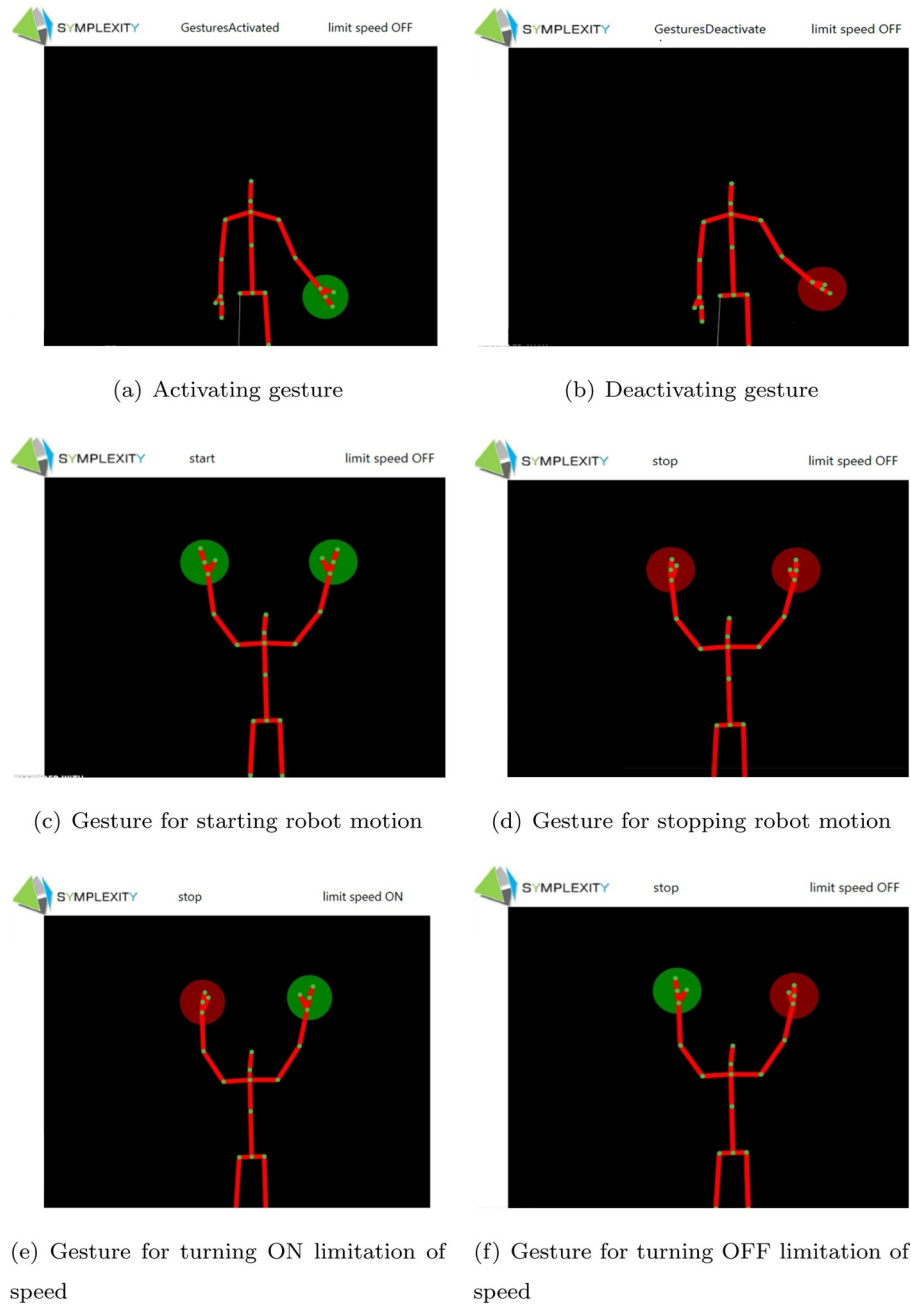 SYMPLEXITY GesturesActivated limit speed OFF
SYMPLEXITY GesturesDeactivate limit speed OFF
(a) Activating gesture
(b) Deactivating gesture
SYMPLEXITY start limit speed OFF
SYMPLEXITY stop limit speed OFF
(c) Gesture for starting robot motion
(d) Gesture for stopping robot motion
SYMPLEXITY stop limit speed ON
SYMPLEXITY stop limit speed OFF
(e) Gesture for turning ON limitation of
speed
(f) Gesture for turning OFF limitation of
speed